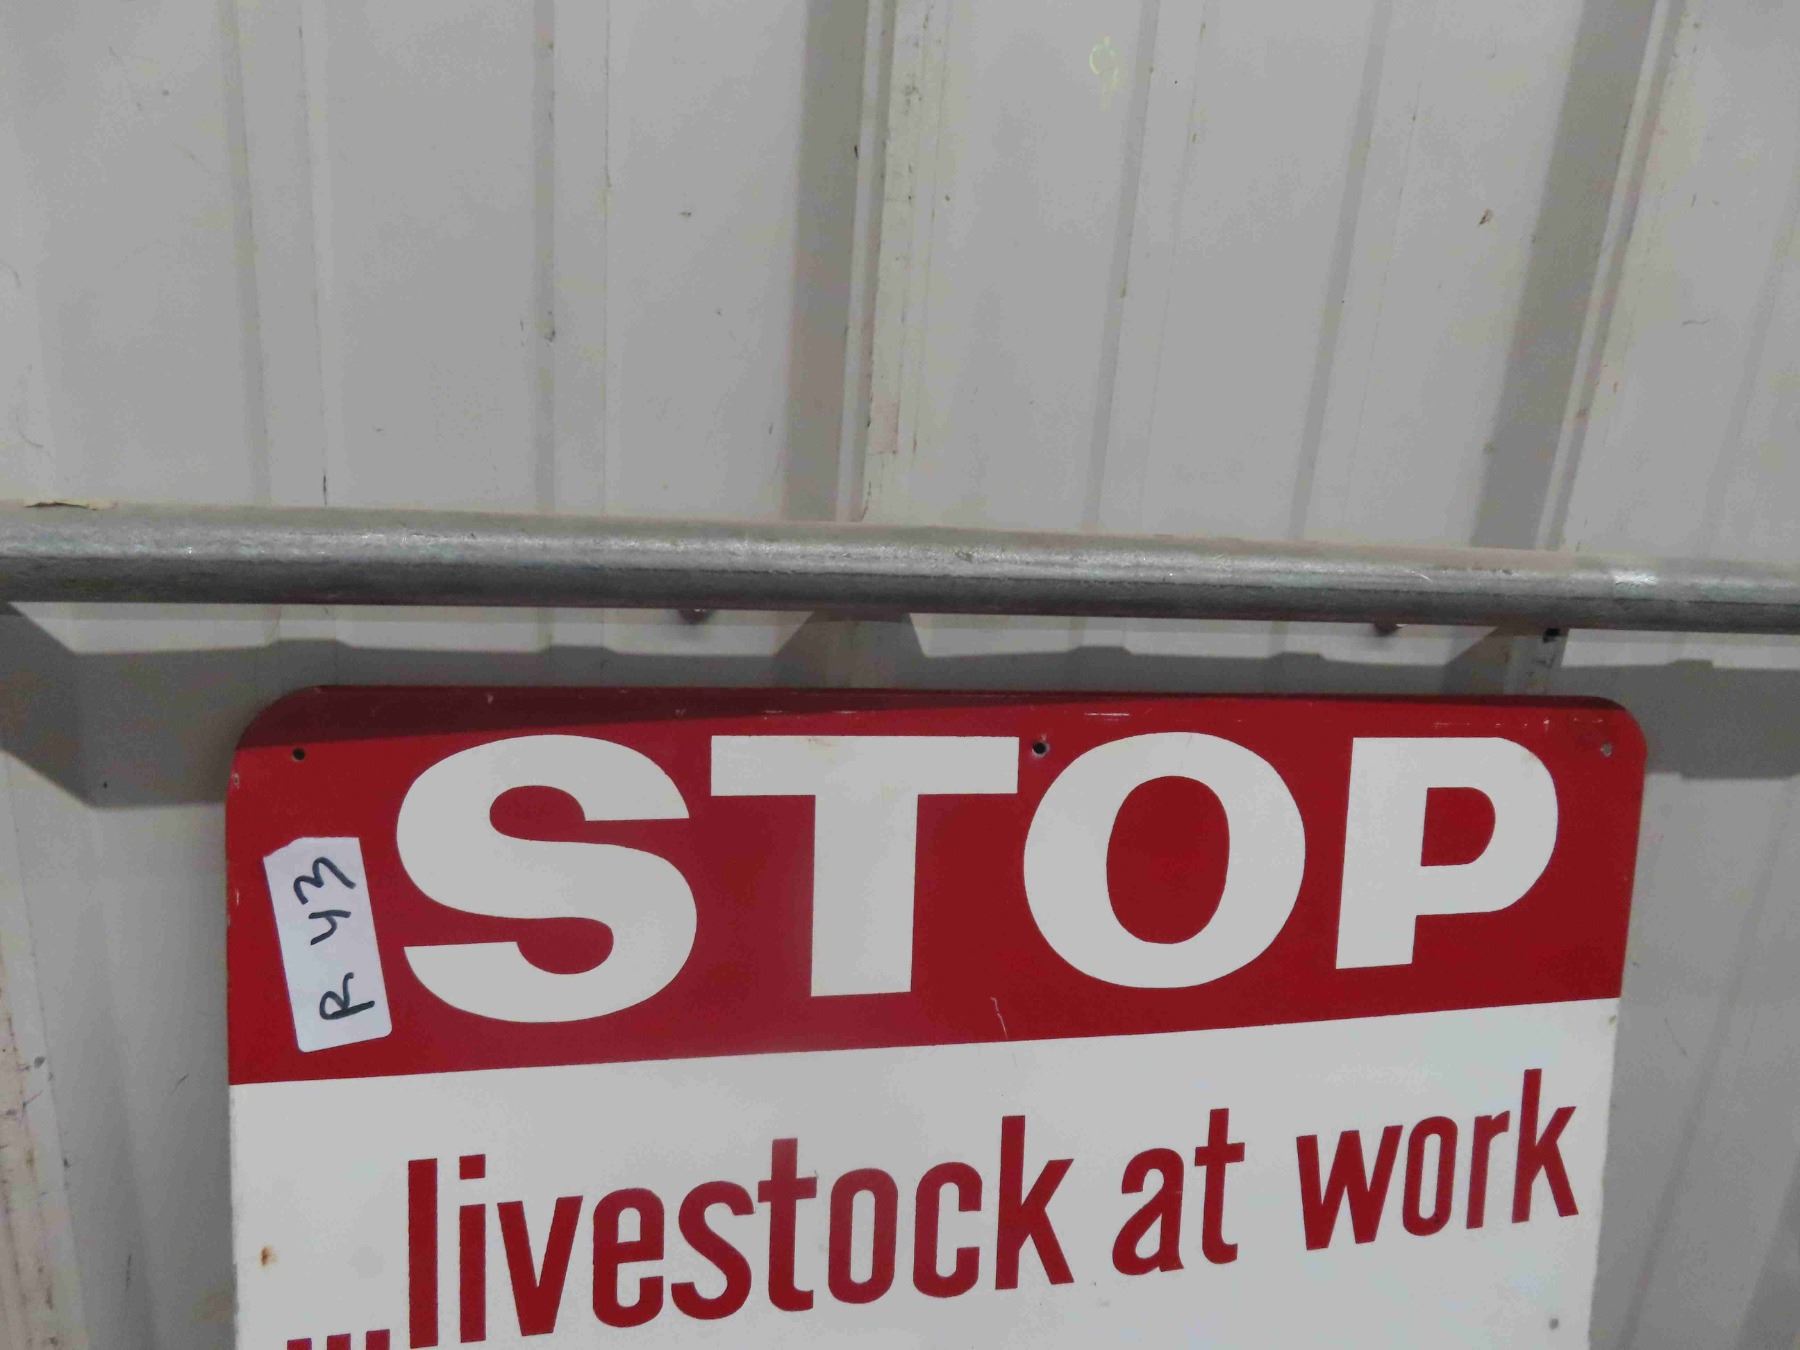 STOP
R 43
...livestock at work